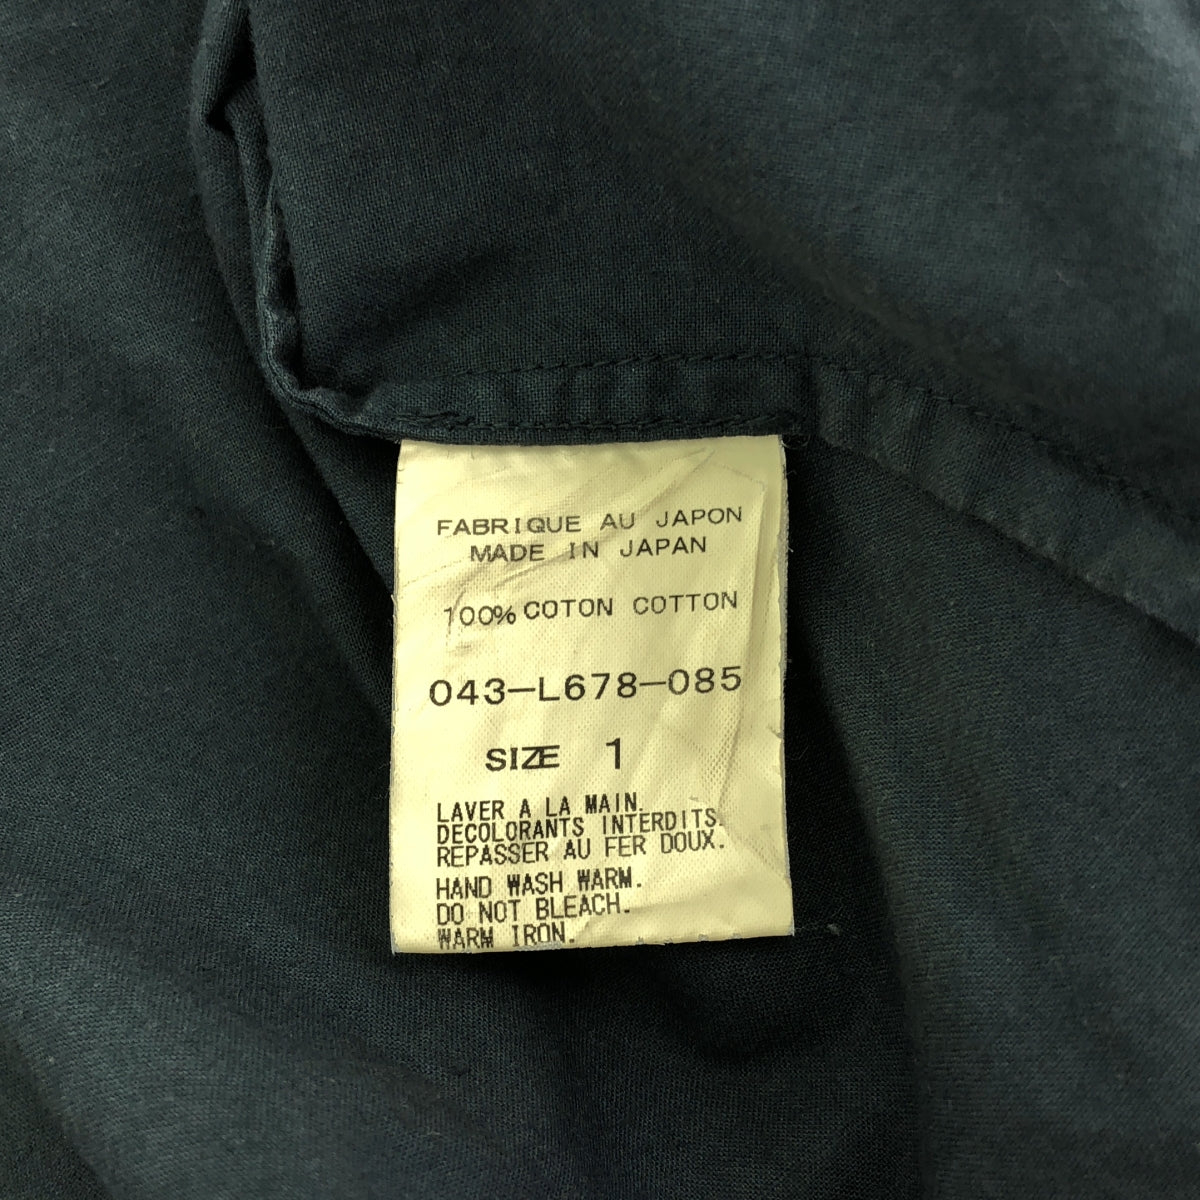 FABRIQUE AU JAPON
MADE IN JAPAN
100% COTON COTTON
043-L678-085
SIZE 1
LAVER A LA MAIN.
DECOLORANTS INTERDITS.
REPASSER AU FER DOUX.
HAND WASH WARM.
DO NOT BLEACH.
WARM IRON.